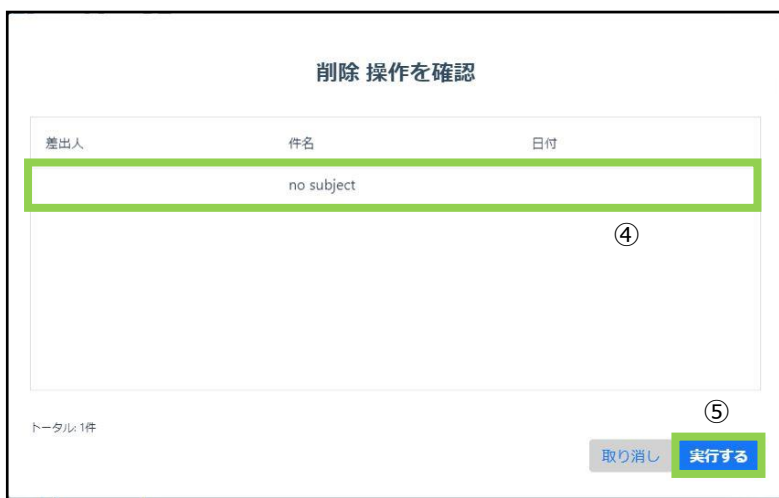 削除 操作を確認
差出人 件名 日付
no subject
④
⑤
トータル: 1件
取り消し 実行する